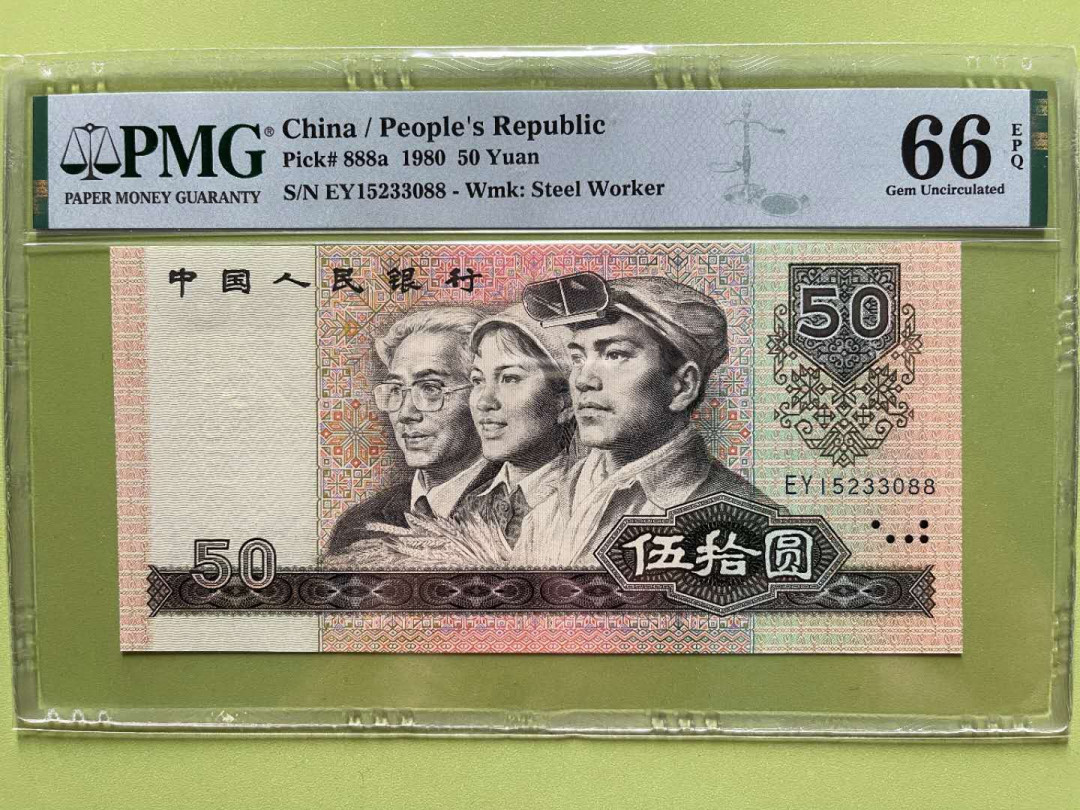 PMG® China / People's Republic
Pick# 888a 1980 50 Yuan
PAPER MONEY GUARANTY
S/N EY15233088 - Wmk: Steel Worker
66 EPQ
Gem Uncirculated
中国人民银行
50
EY15233088
50
伍拾圆